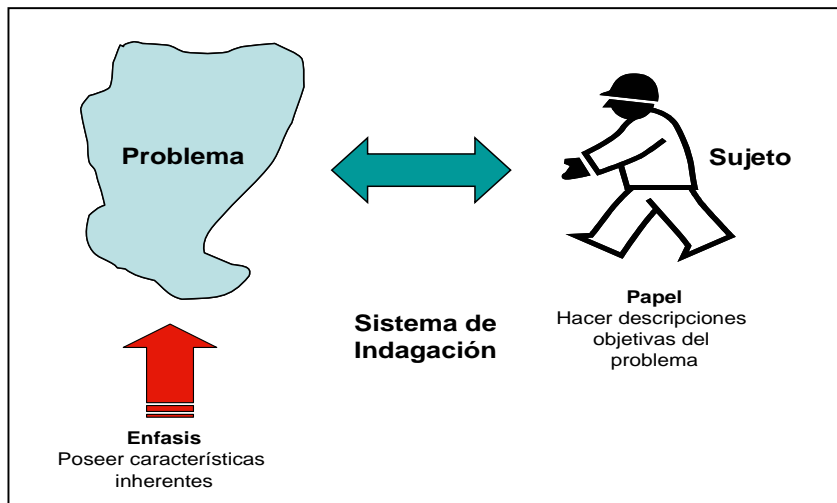 Problema
Sujeto
Sistema de
Indagación
Papel
Hacer descripciones
objetivas del
problema
Enfasis
Poseer características
inherentes